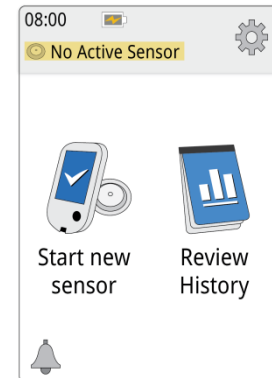 08:00
No Active Sensor
Start new
sensor
Review
History